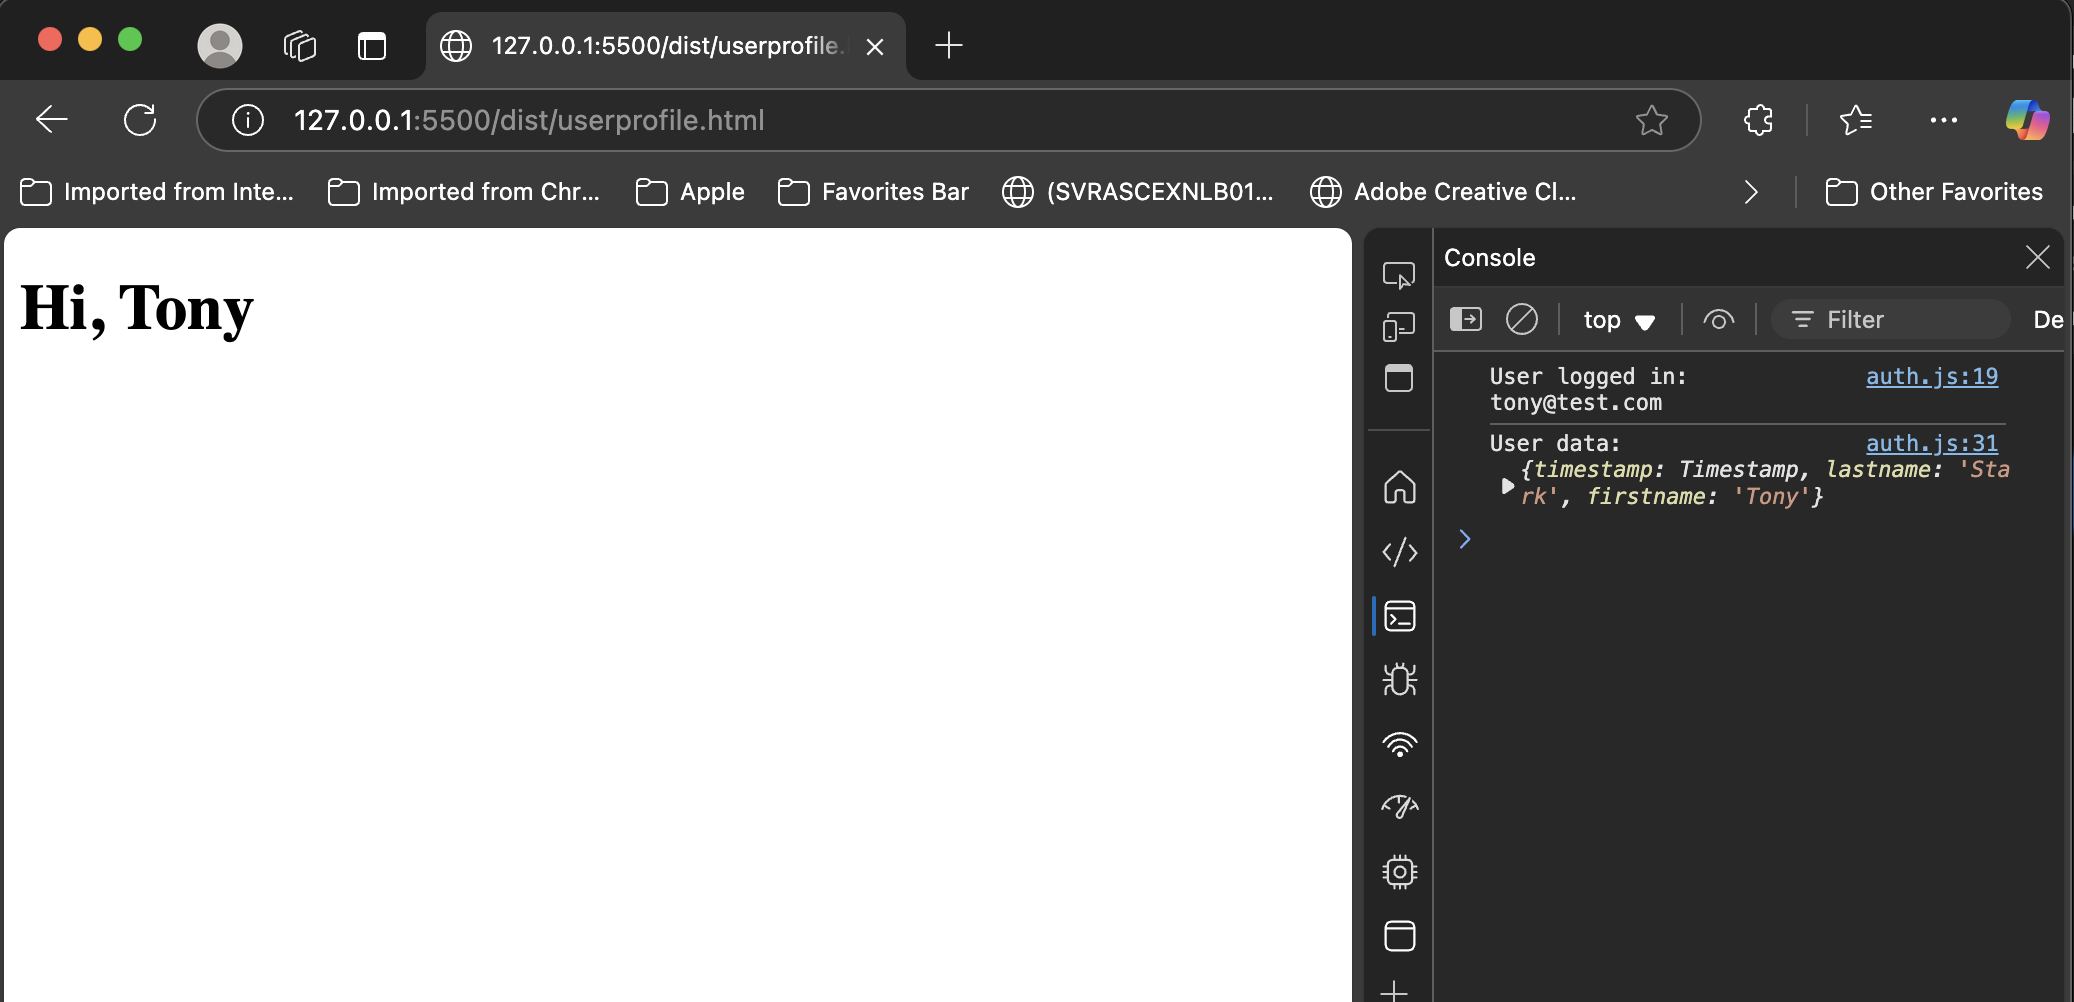 127.0.0.1:5500/dist/userprofile.
127.0.0.1:5500/dist/userprofile.html
Imported from Inte...
Imported from Chr...
Apple
Favorites Bar
(SVRASCEXNLB01...
Adobe Creative Cl...
Other Favorites
Hi, Tony
Console
top
Filter
De
User logged in: auth.js:19
tony@test.com
User data: auth.js:31
{timestamp: Timestamp, lastname: 'Sta
rk', firstname: 'Tony'}